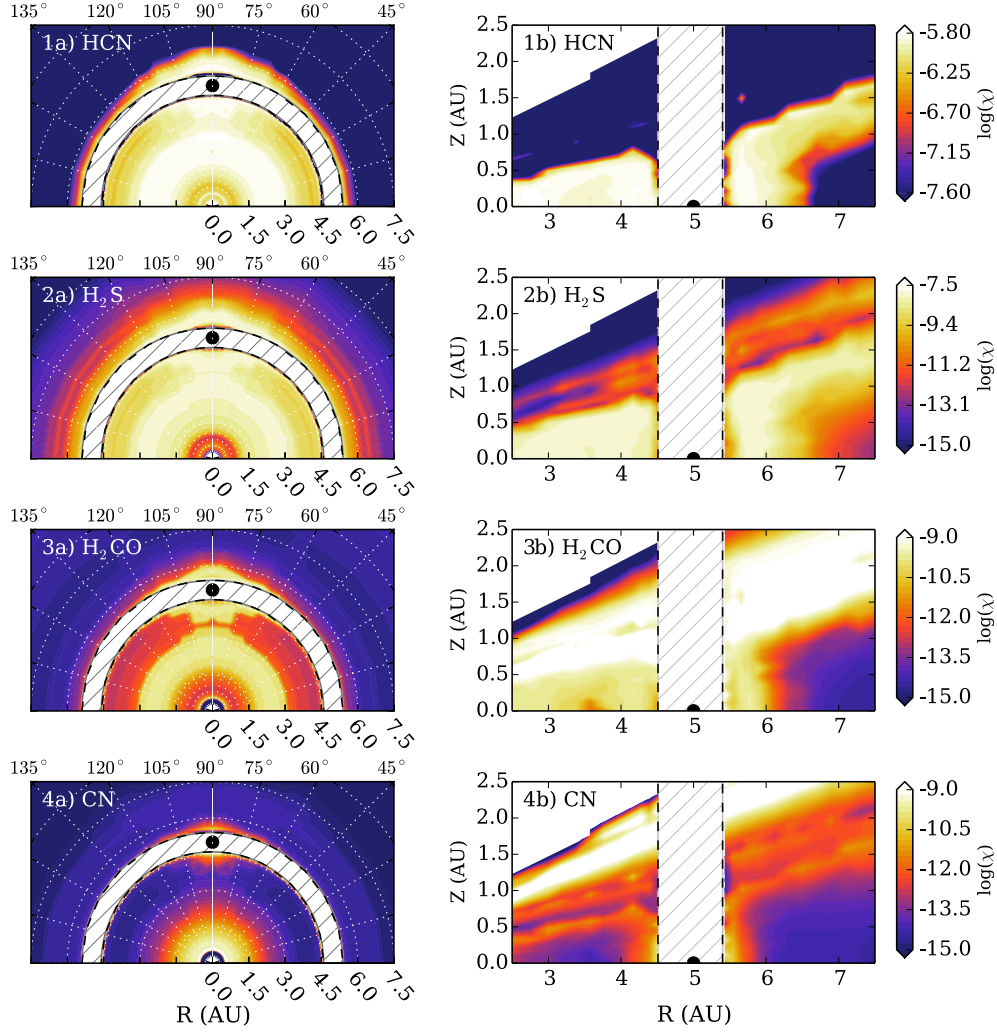 135° 120° 105° 90° 75° 60° 45°
1a) HCN
0.0 1.5 3.0 4.5 6.0 7.5
1b) HCN
Z (AU)
2.5
2.0
1.5
1.0
0.5
0.0
3 4 5 6 7
-5.80
-6.25
-6.70
-7.15
-7.60
log(χ)
135° 120° 105° 90° 75° 60° 45°
2a) H₂S
0.0 1.5 3.0 4.5 6.0 7.5
2b) H₂S
Z (AU)
2.5
2.0
1.5
1.0
0.5
0.0
3 4 5 6 7
-7.5
-9.4
-11.2
-13.1
-15.0
log(χ)
135° 120° 105° 90° 75° 60° 45°
3a) H₂CO
0.0 1.5 3.0 4.5 6.0 7.5
3b) H₂CO
Z (AU)
2.5
2.0
1.5
1.0
0.5
0.0
3 4 5 6 7
-9.0
-10.5
-12.0
-13.5
-15.0
log(χ)
135° 120° 105° 90° 75° 60° 45°
4a) CN
0.0 1.5 3.0 4.5 6.0 7.5
R (AU)
4b) CN
Z (AU)
2.5
2.0
1.5
1.0
0.5
0.0
3 4 5 6 7
R (AU)
-9.0
-10.5
-12.0
-13.5
-15.0
log(χ)